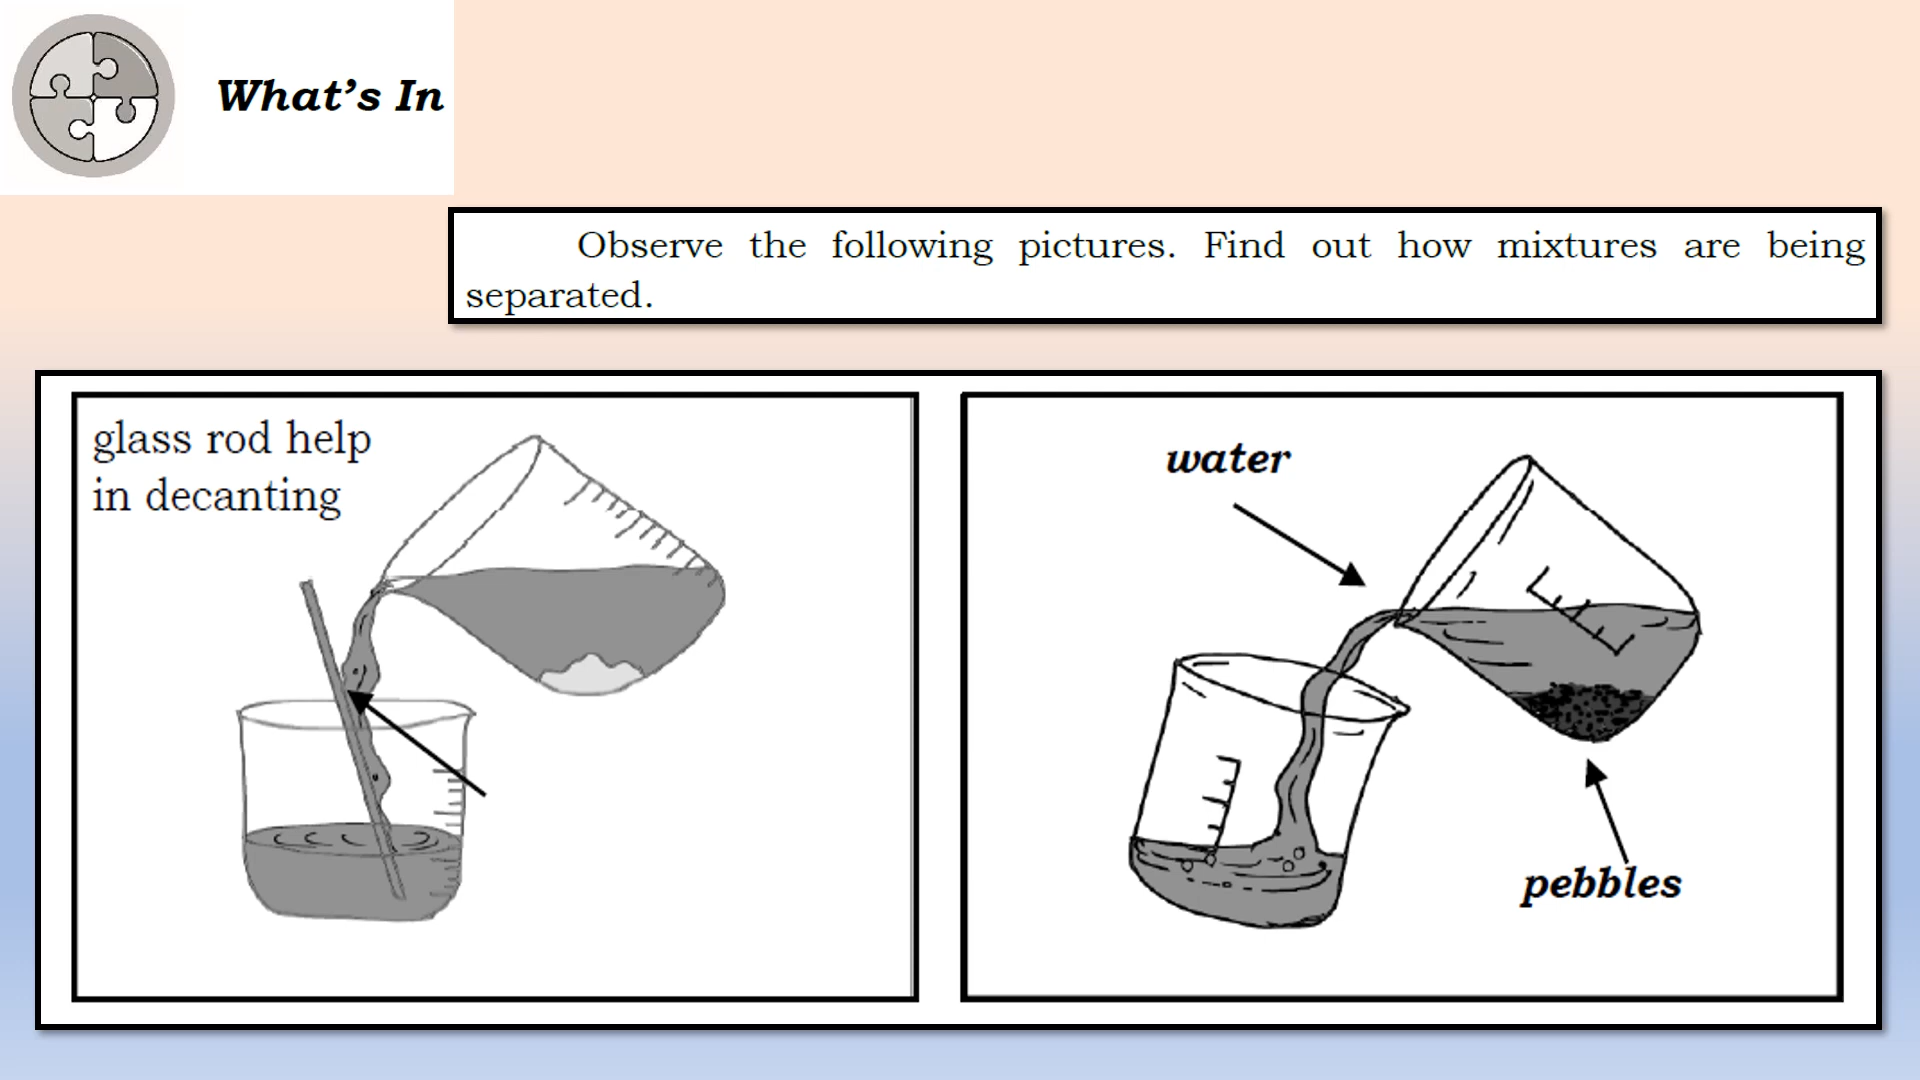 What's In
Observe the following pictures. Find out how mixtures are being
separated.
glass rod help
in decanting
water
pebbles